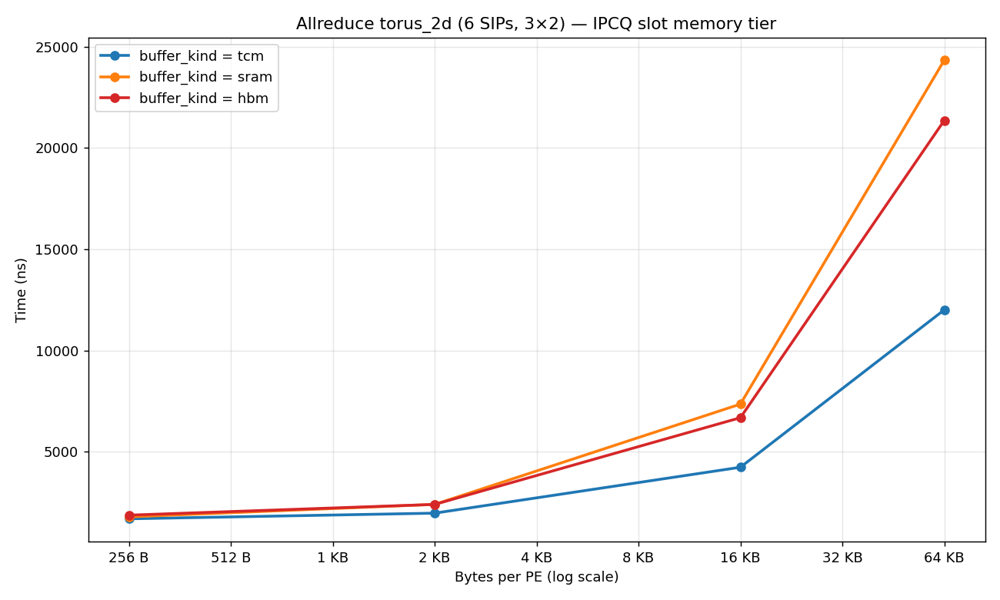 Allreduce torus_2d (6 SIPs, 3×2) — IPCQ slot memory tier
buffer_kind = tcm
buffer_kind = sram
buffer_kind = hbm
Time (ns)
25000
20000
15000
10000
5000
256 B 512 B 1 KB 2 KB 4 KB 8 KB 16 KB 32 KB 64 KB
Bytes per PE (log scale)